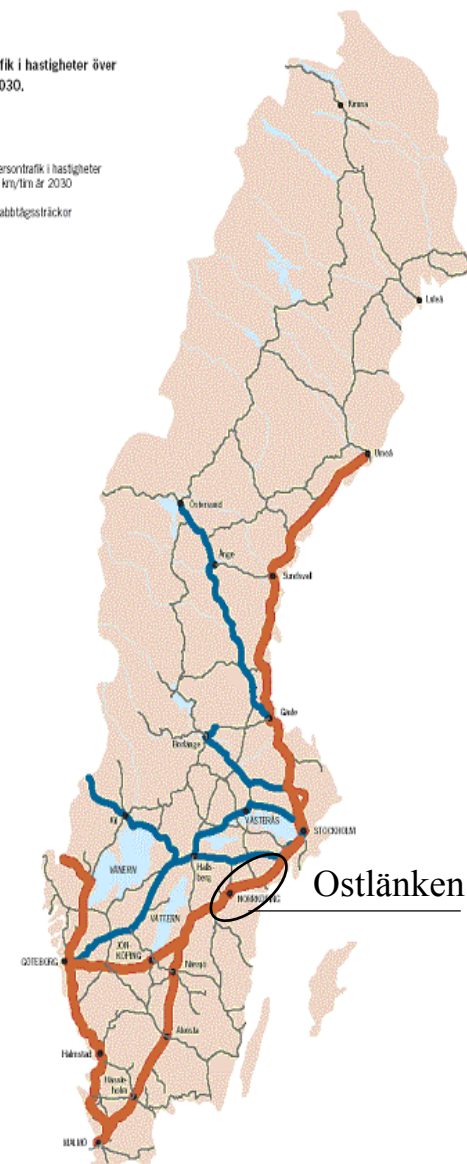 fik i hastigheter över
030.
ersontrafik i hastigheter
km/tim år 2030
abbtågssträckor
Kiruna
Luleå
Umeå
Östersund
Ånge
Sundsvall
Gävle
Borlänge
VÄSTERÅS
STOCKHOLM
Halls-
berg
VÄNERN
NORRKÖPING
Ostlänken
VÄTTERN
JÖN-
KÖPING
GÖTEBORG
Nässjö
Alvesta
Halmstad
Hässle-
holm
MALMÖ